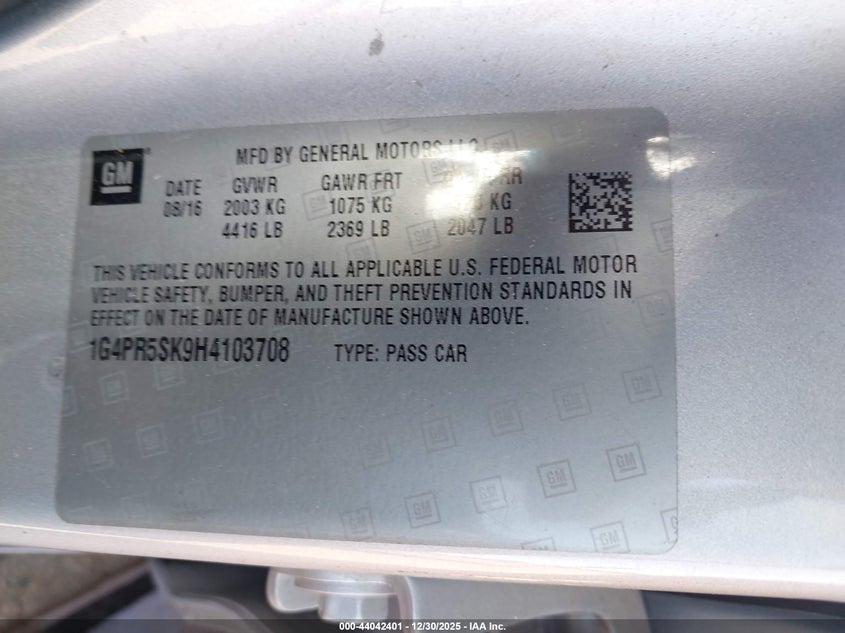 GM
MFD BY GENERAL MOTORS LLC
DATE GVWR GAWR FRT RR
08/16 2003 KG 1075 KG KG
4416 LB 2369 LB 2047 LB
THIS VEHICLE CONFORMS TO ALL APPLICABLE U.S. FEDERAL MOTOR
VEHICLE SAFETY, BUMPER, AND THEFT PREVENTION STANDARDS IN
EFFECT ON THE DATE OF MANUFACTURE SHOWN ABOVE.
1G4PR5SK9H4103708 TYPE: PASS CAR
000-44042401 - 12/30/2025 - IAA Inc.